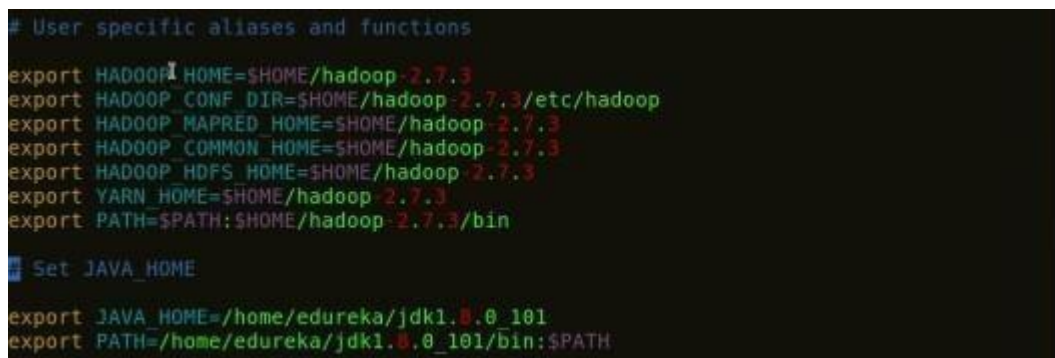 # User specific aliases and functions
export HADOOP_HOME=$HOME/hadoop-2.7.3
export HADOOP_CONF_DIR=$HOME/hadoop-2.7.3/etc/hadoop
export HADOOP_MAPRED_HOME=$HOME/hadoop-2.7.3
export HADOOP_COMMON_HOME=$HOME/hadoop-2.7.3
export HADOOP_HDFS_HOME=$HOME/hadoop-2.7.3
export YARN_HOME=$HOME/hadoop-2.7.3
export PATH=$PATH:$HOME/hadoop-2.7.3/bin
# Set JAVA_HOME
export JAVA_HOME=/home/edureka/jdk1.8.0_101
export PATH=/home/edureka/jdk1.8.0_101/bin:$PATH